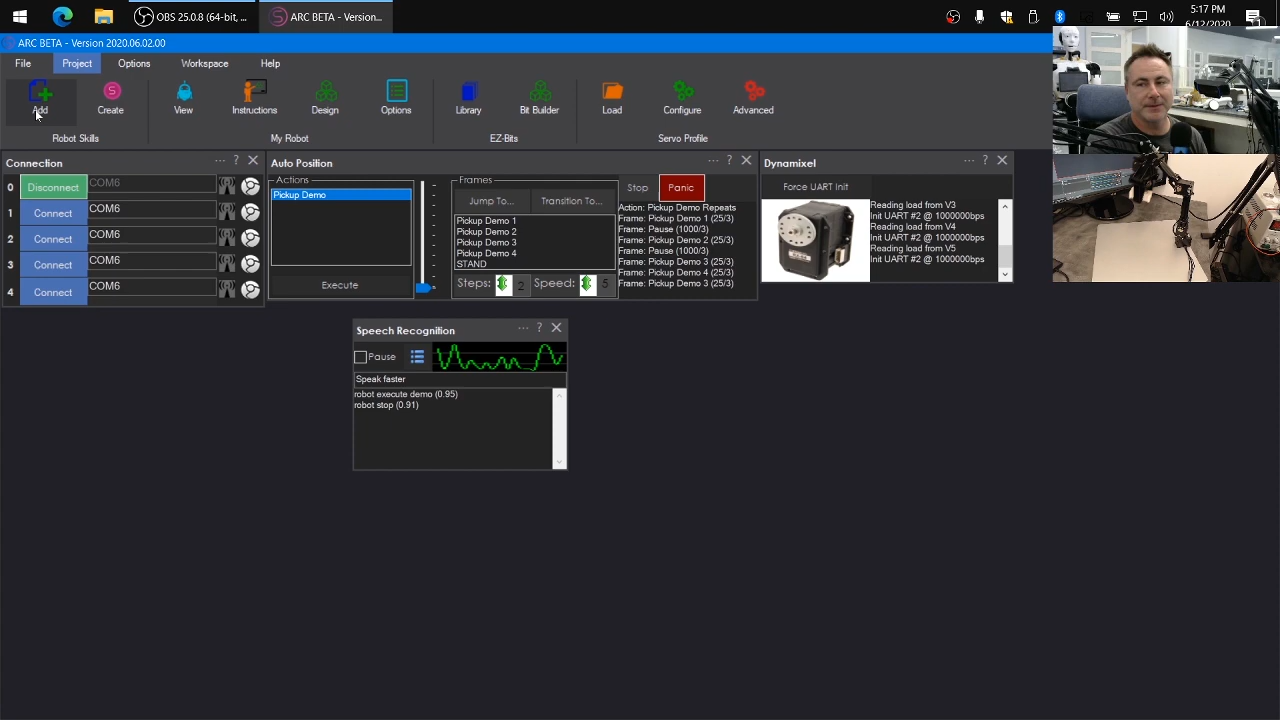 OBS 25.0.8 (64-bit, ...
ARC BETA - Version...
5:17 PM
6/12/2020
ARC BETA - Version 2020.06.02.00
File
Project
Options
Workspace
Help
Add
Create
View
Instructions
Design
Options
Library
Bit Builder
Load
Configure
Advanced
Robot Skills
My Robot
EZ-Bits
Servo Profile
Connection
... ?
0 Disconnect COM6
1 Connect COM6
2 Connect COM6
3 Connect COM6
4 Connect COM6
Auto Position
... ?
Actions
Pickup Demo
Execute
Frames
Jump To...
Transition To...
Pickup Demo 1
Pickup Demo 2
Pickup Demo 3
Pickup Demo 4
STAND
Steps: 2 Speed: 5
Stop
Panic
Action: Pickup Demo Repeats
Frame: Pickup Demo 1 (25/3)
Frame: Pause (1000/3)
Frame: Pickup Demo 2 (25/3)
Frame: Pause (1000/3)
Frame: Pickup Demo 3 (25/3)
Frame: Pickup Demo 4 (25/3)
Frame: Pickup Demo 3 (25/3)
Dynamixel
... ?
Force UART Init
Reading load from V3
Init UART #2 @ 1000000bps
Reading load from V4
Init UART #2 @ 1000000bps
Reading load from V5
Init UART #2 @ 1000000bps
Speech Recognition
... ?
Pause
Speak faster
robot execute demo (0.95)
robot stop (0.91)